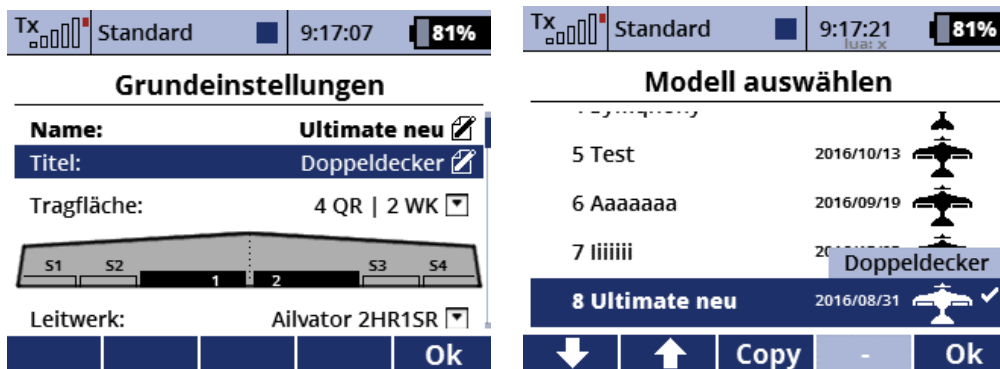 Tx Standard 9:17:07 81%
Grundeinstellungen
Name: Ultimate neu
Titel: Doppeldecker
Tragfläche: 4 QR | 2 WK
S1 S2 1 2 S3 S4
Leitwerk: Ailvator 2HR1SR
Ok
Tx Standard 9:17:21 81%
lua: x
Modell auswählen
5 Test 2016/10/13
6 Aaaaaaa 2016/09/19
7 Iiiiiii
Doppeldecker
8 Ultimate neu 2016/08/31
Copy - Ok